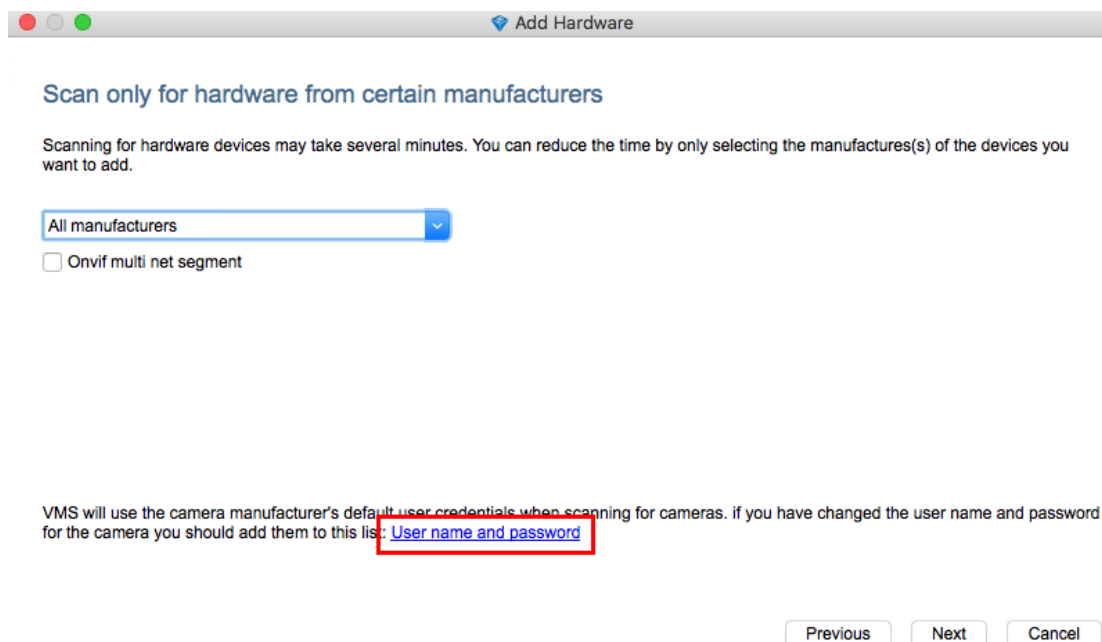 Add Hardware
Scan only for hardware from certain manufacturers
Scanning for hardware devices may take several minutes. You can reduce the time by only selecting the manufactures(s) of the devices you
want to add.
All manufacturers
Onvif multi net segment
VMS will use the camera manufacturer's default user credentials when scanning for cameras. if you have changed the user name and password
for the camera you should add them to this list: User name and password
Previous Next Cancel